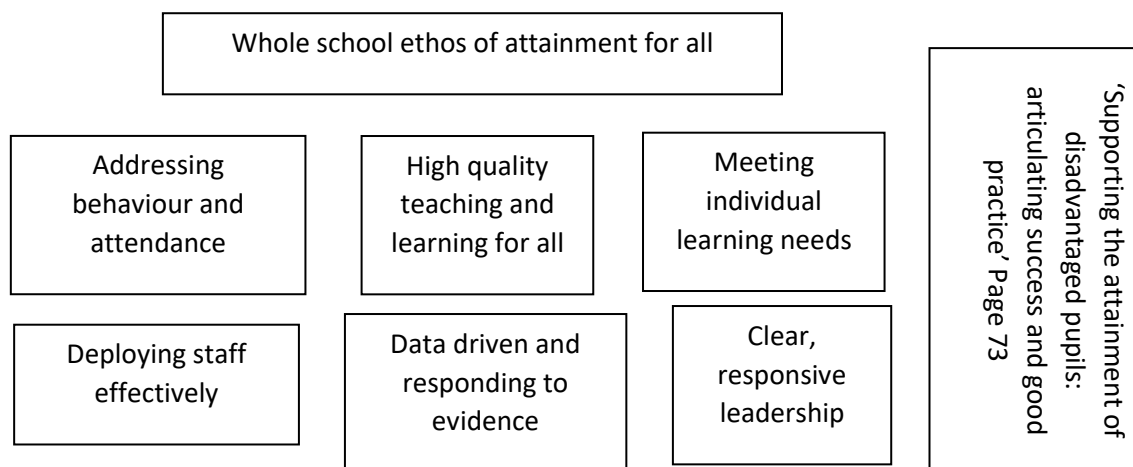 Whole school ethos of attainment for all
Addressing
behaviour and
attendance
High quality
teaching and
learning for all
Meeting
individual
learning needs
Deploying staff
effectively
Data driven and
responding to
evidence
Clear,
responsive
leadership
‘Supporting the attainment of
disadvantaged pupils:
articulating success and good
practice’ Page 73